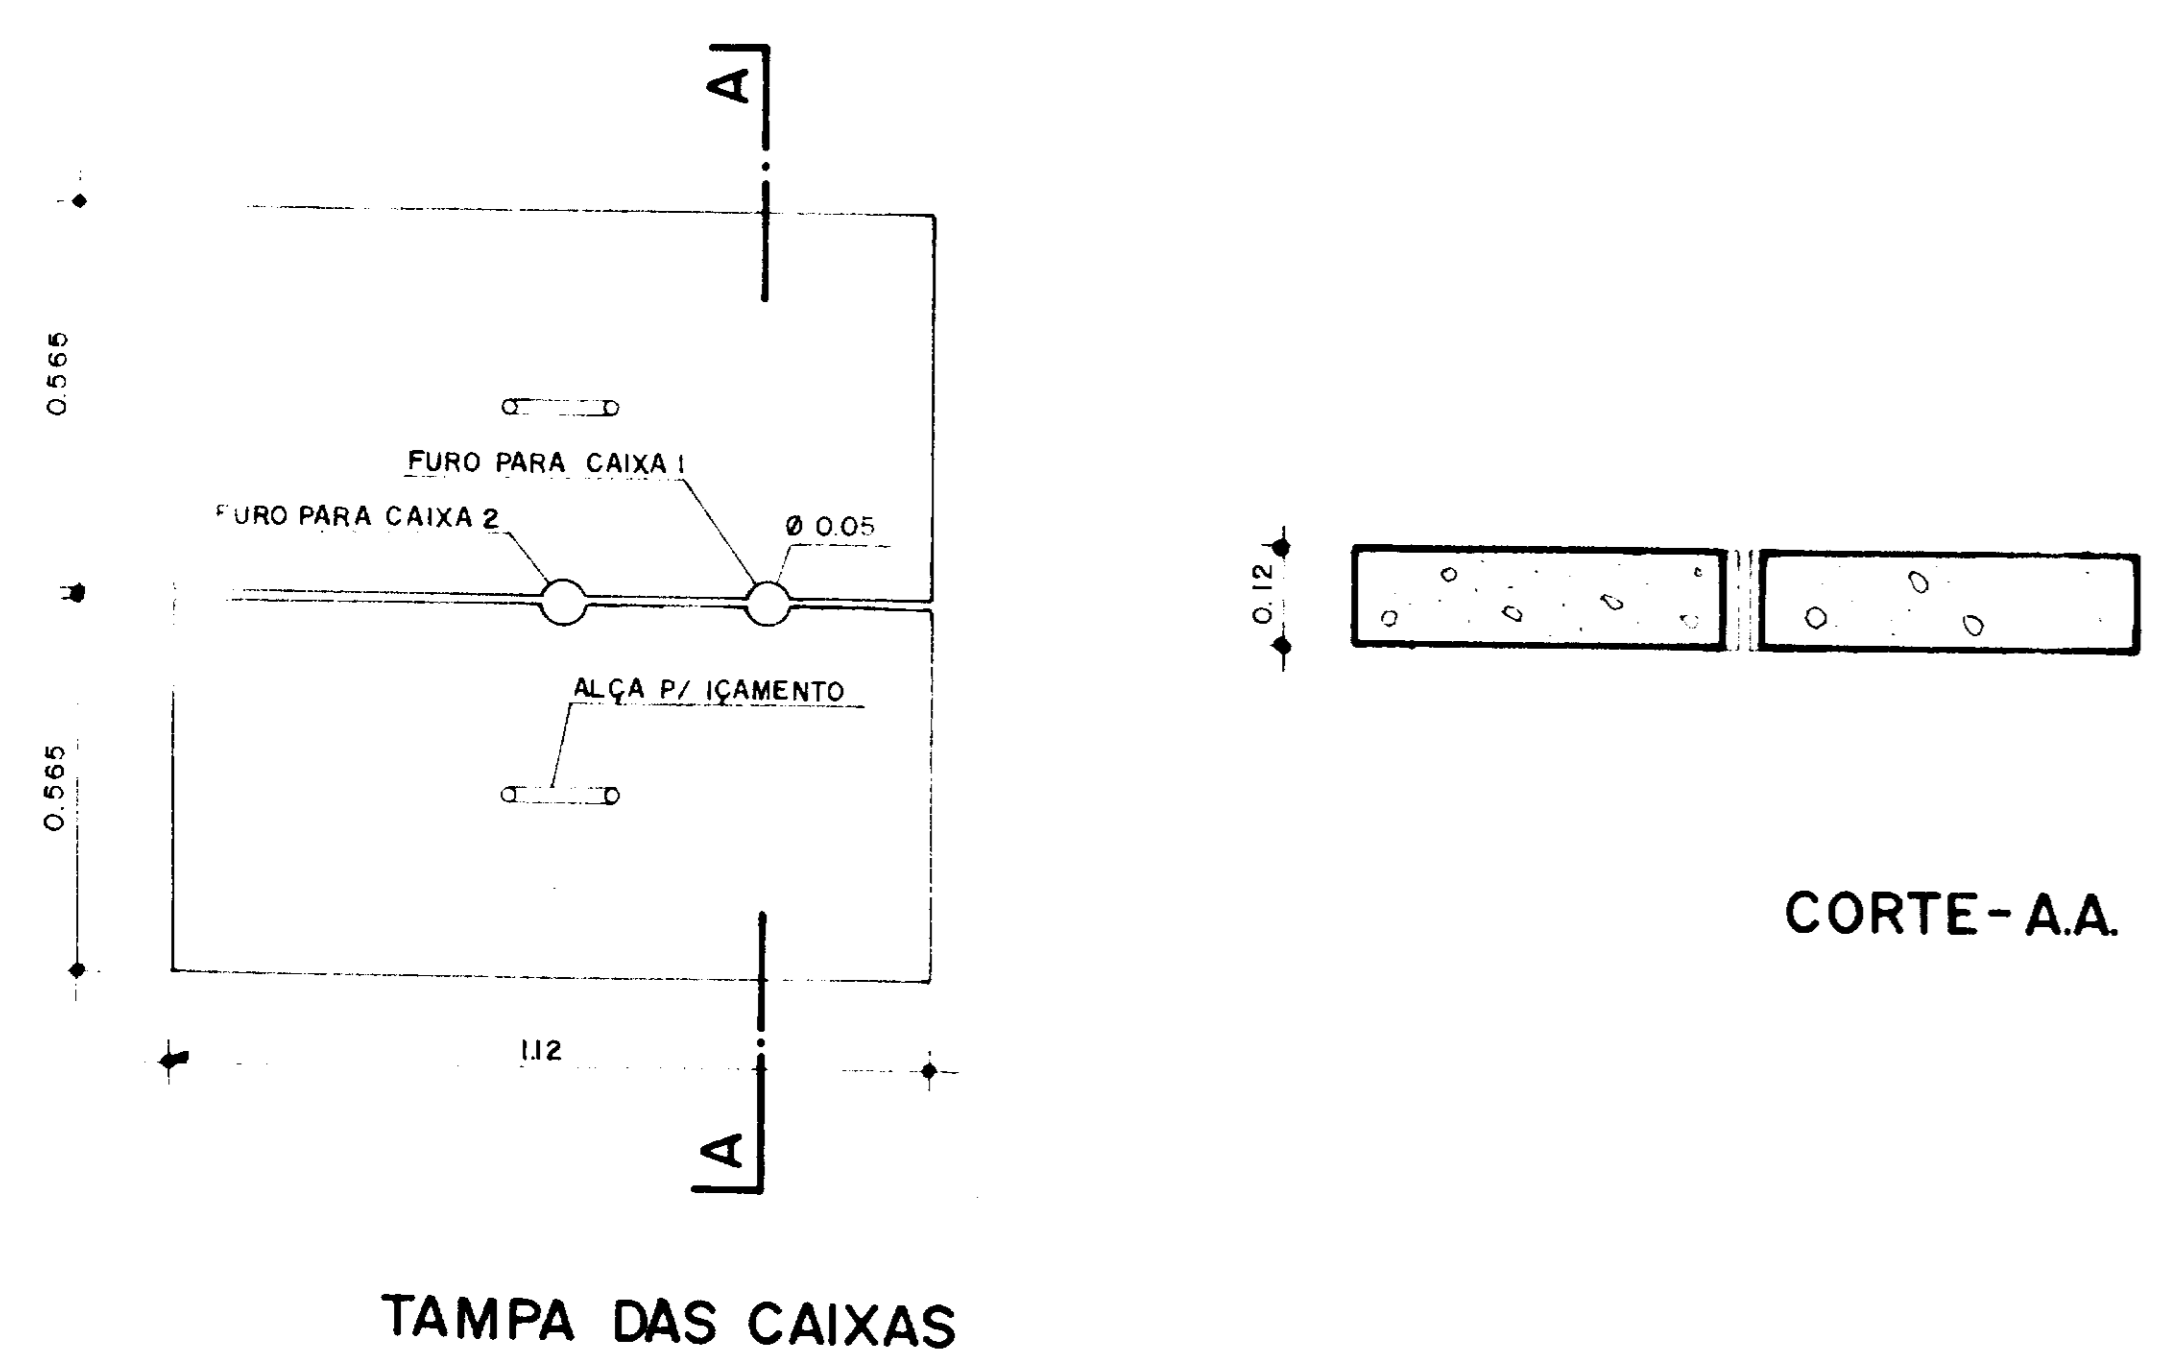 A
0.565
FURO PARA CAIXA 1
FURO PARA CAIXA 2
Ø 0.05
0.12
ALÇA P/ IÇAMENTO
0.565
CORTE-A.A.
1.12
A
TAMPA DAS CAIXAS